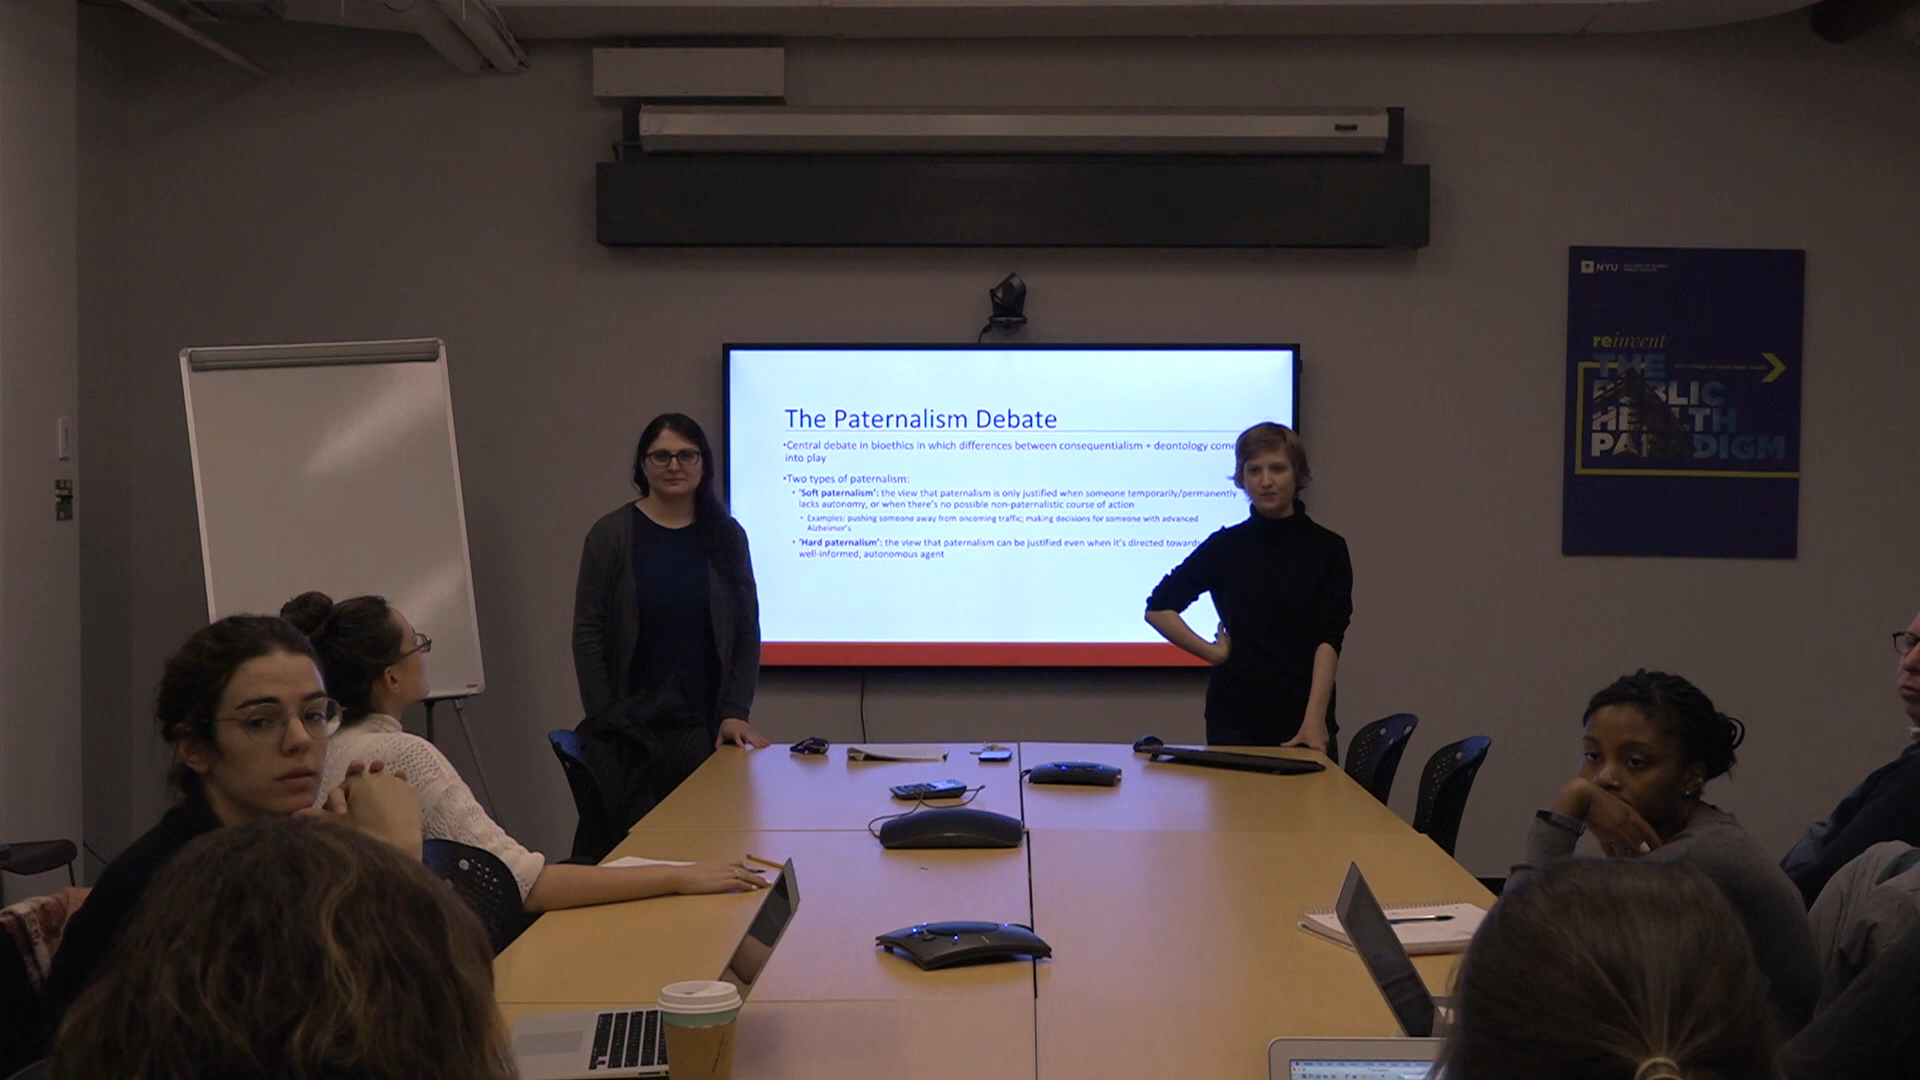 The Paternalism Debate
•Central debate in bioethics in which differences between consequentialism + deontology come
into play
•Two types of paternalism:
• 'Soft paternalism': the view that paternalism is only justified when someone temporarily/permanently
lacks autonomy, or when there's no possible non-paternalistic course of action
• Examples: pushing someone away from oncoming traffic; making decisions for someone with advanced
Alzheimer's
• 'Hard paternalism': the view that paternalism can be justified even when it's directed towards
well-informed, autonomous agent
NYU
reinvent
THE
PUBLIC
HEALTH
PARADIGM